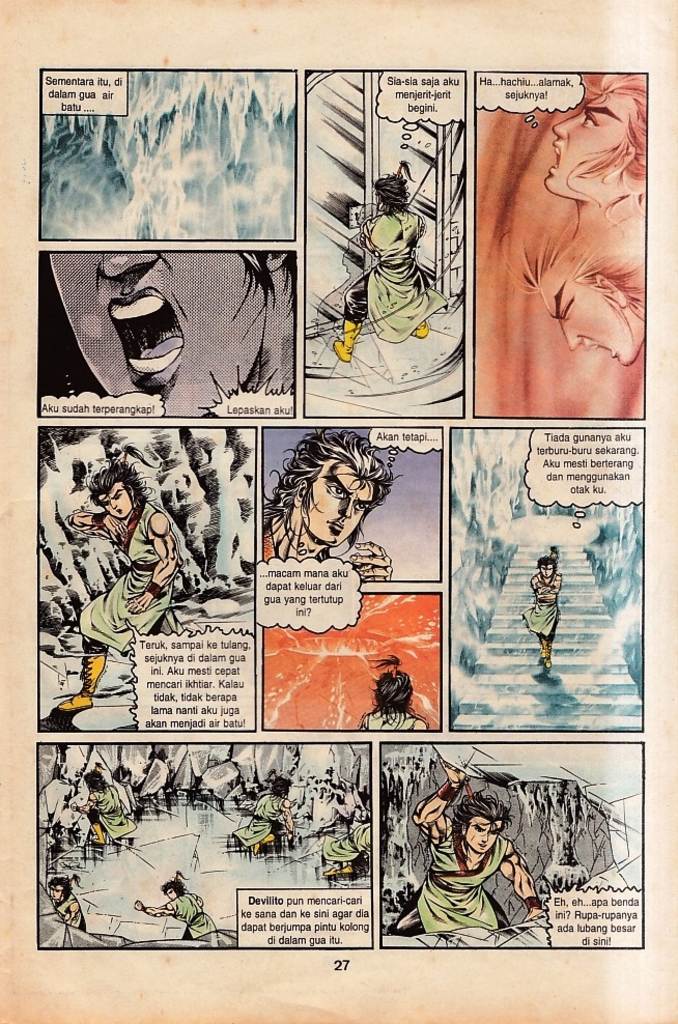 Sementara itu, di
dalam gua air
batu ....
Aku sudah terperangkap!
Lepaskan aku!
Sia-sia saja aku
menjerit-jerit
begini.
Ha...hachiu...alamak,
sejuknya!
Teruk, sampai ke tulang,
sejuknya di dalam gua
ini. Aku mesti cepat
mencari ikhtiar. Kalau
tidak, tidak berapa
lama nanti aku juga
akan menjadi air batu!
Akan tetapi....
...macam mana aku
dapat keluar dari
gua yang tertutup
ini?
Tiada gunanya aku
terburu-buru sekarang.
Aku mesti bertenang
dan menggunakan
otak ku.
Devilito pun mencari-cari
ke sana dan ke sini agar dia
dapat berjumpa pintu kolong
di dalam gua itu.
Eh, eh...apa benda
ini? Rupa-rupanya
ada lubang besar
di sini!
27